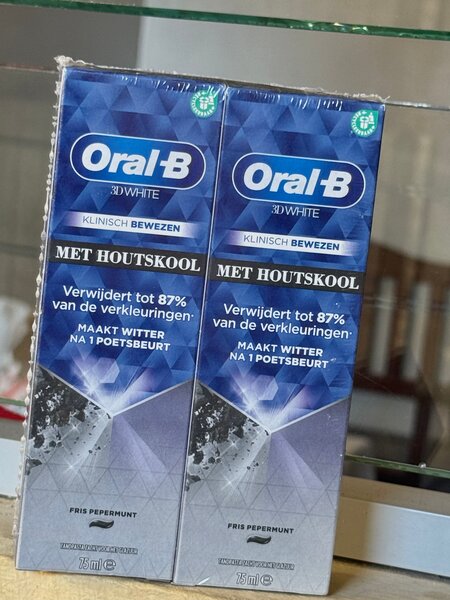 Oral-B
3D WHITE
KLINISCH BEWEZEN
MET HOUTSKOOL
Verwijdert tot 87%
van de verkleuringen*
MAAKT WITTER
NA 1 POETSBEURT
FRIS PEPERMUNT
75 ml ℮
Oral-B
3D WHITE
KLINISCH BEWEZEN
MET HOUTSKOOL
Verwijdert tot 87%
van de verkleuringen*
MAAKT WITTER
NA 1 POETSBEURT
FRIS PEPERMUNT
75 ml ℮